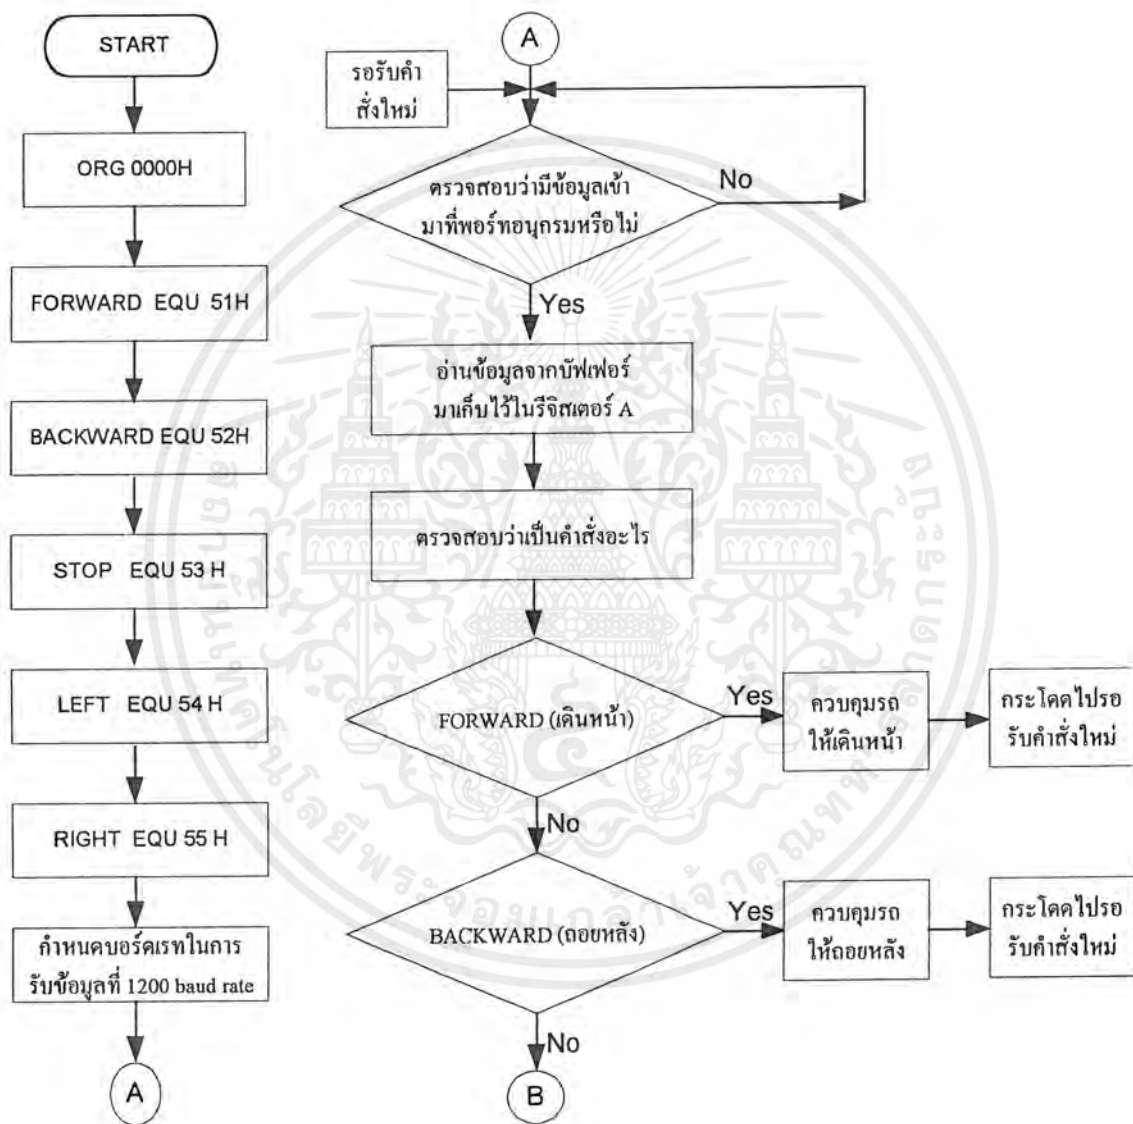 START
ORG 0000H
FORWARD EQU 51H
BACKWARD EQU 52H
STOP EQU 53 H
LEFT EQU 54 H
RIGHT EQU 55 H
กำหนดบอร์ดเรทในการ
รับข้อมูลที่ 1200 baud rate
A
A
รอรับคำ
สั่งใหม่
ตรวจสอบว่ามีข้อมูลเข้า
มาที่พอร์ทอนุกรมหรือไม่
No
Yes
อ่านข้อมูลจากบัฟเฟอร์
มาเก็บไว้ในรีจิสเตอร์ A
ตรวจสอบว่าเป็นคำสั่งอะไร
FORWARD (เดินหน้า)
Yes
ควบคุมรถ
ให้เดินหน้า
กระโดดไปรอ
รับคำสั่งใหม่
No
BACKWARD (ถอยหลัง)
Yes
ควบคุมรถ
ให้ถอยหลัง
กระโดดไปรอ
รับคำสั่งใหม่
No
B